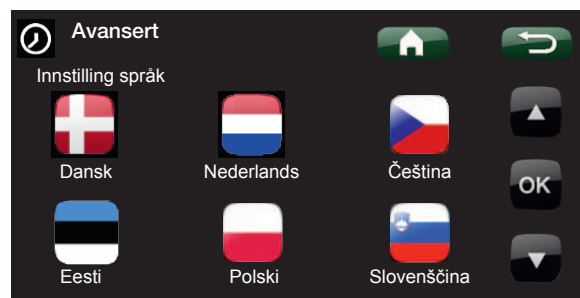 Avansert
Innstilling språk
Dansk Nederlands Čeština
OK
Eesti Polski Slovenščina